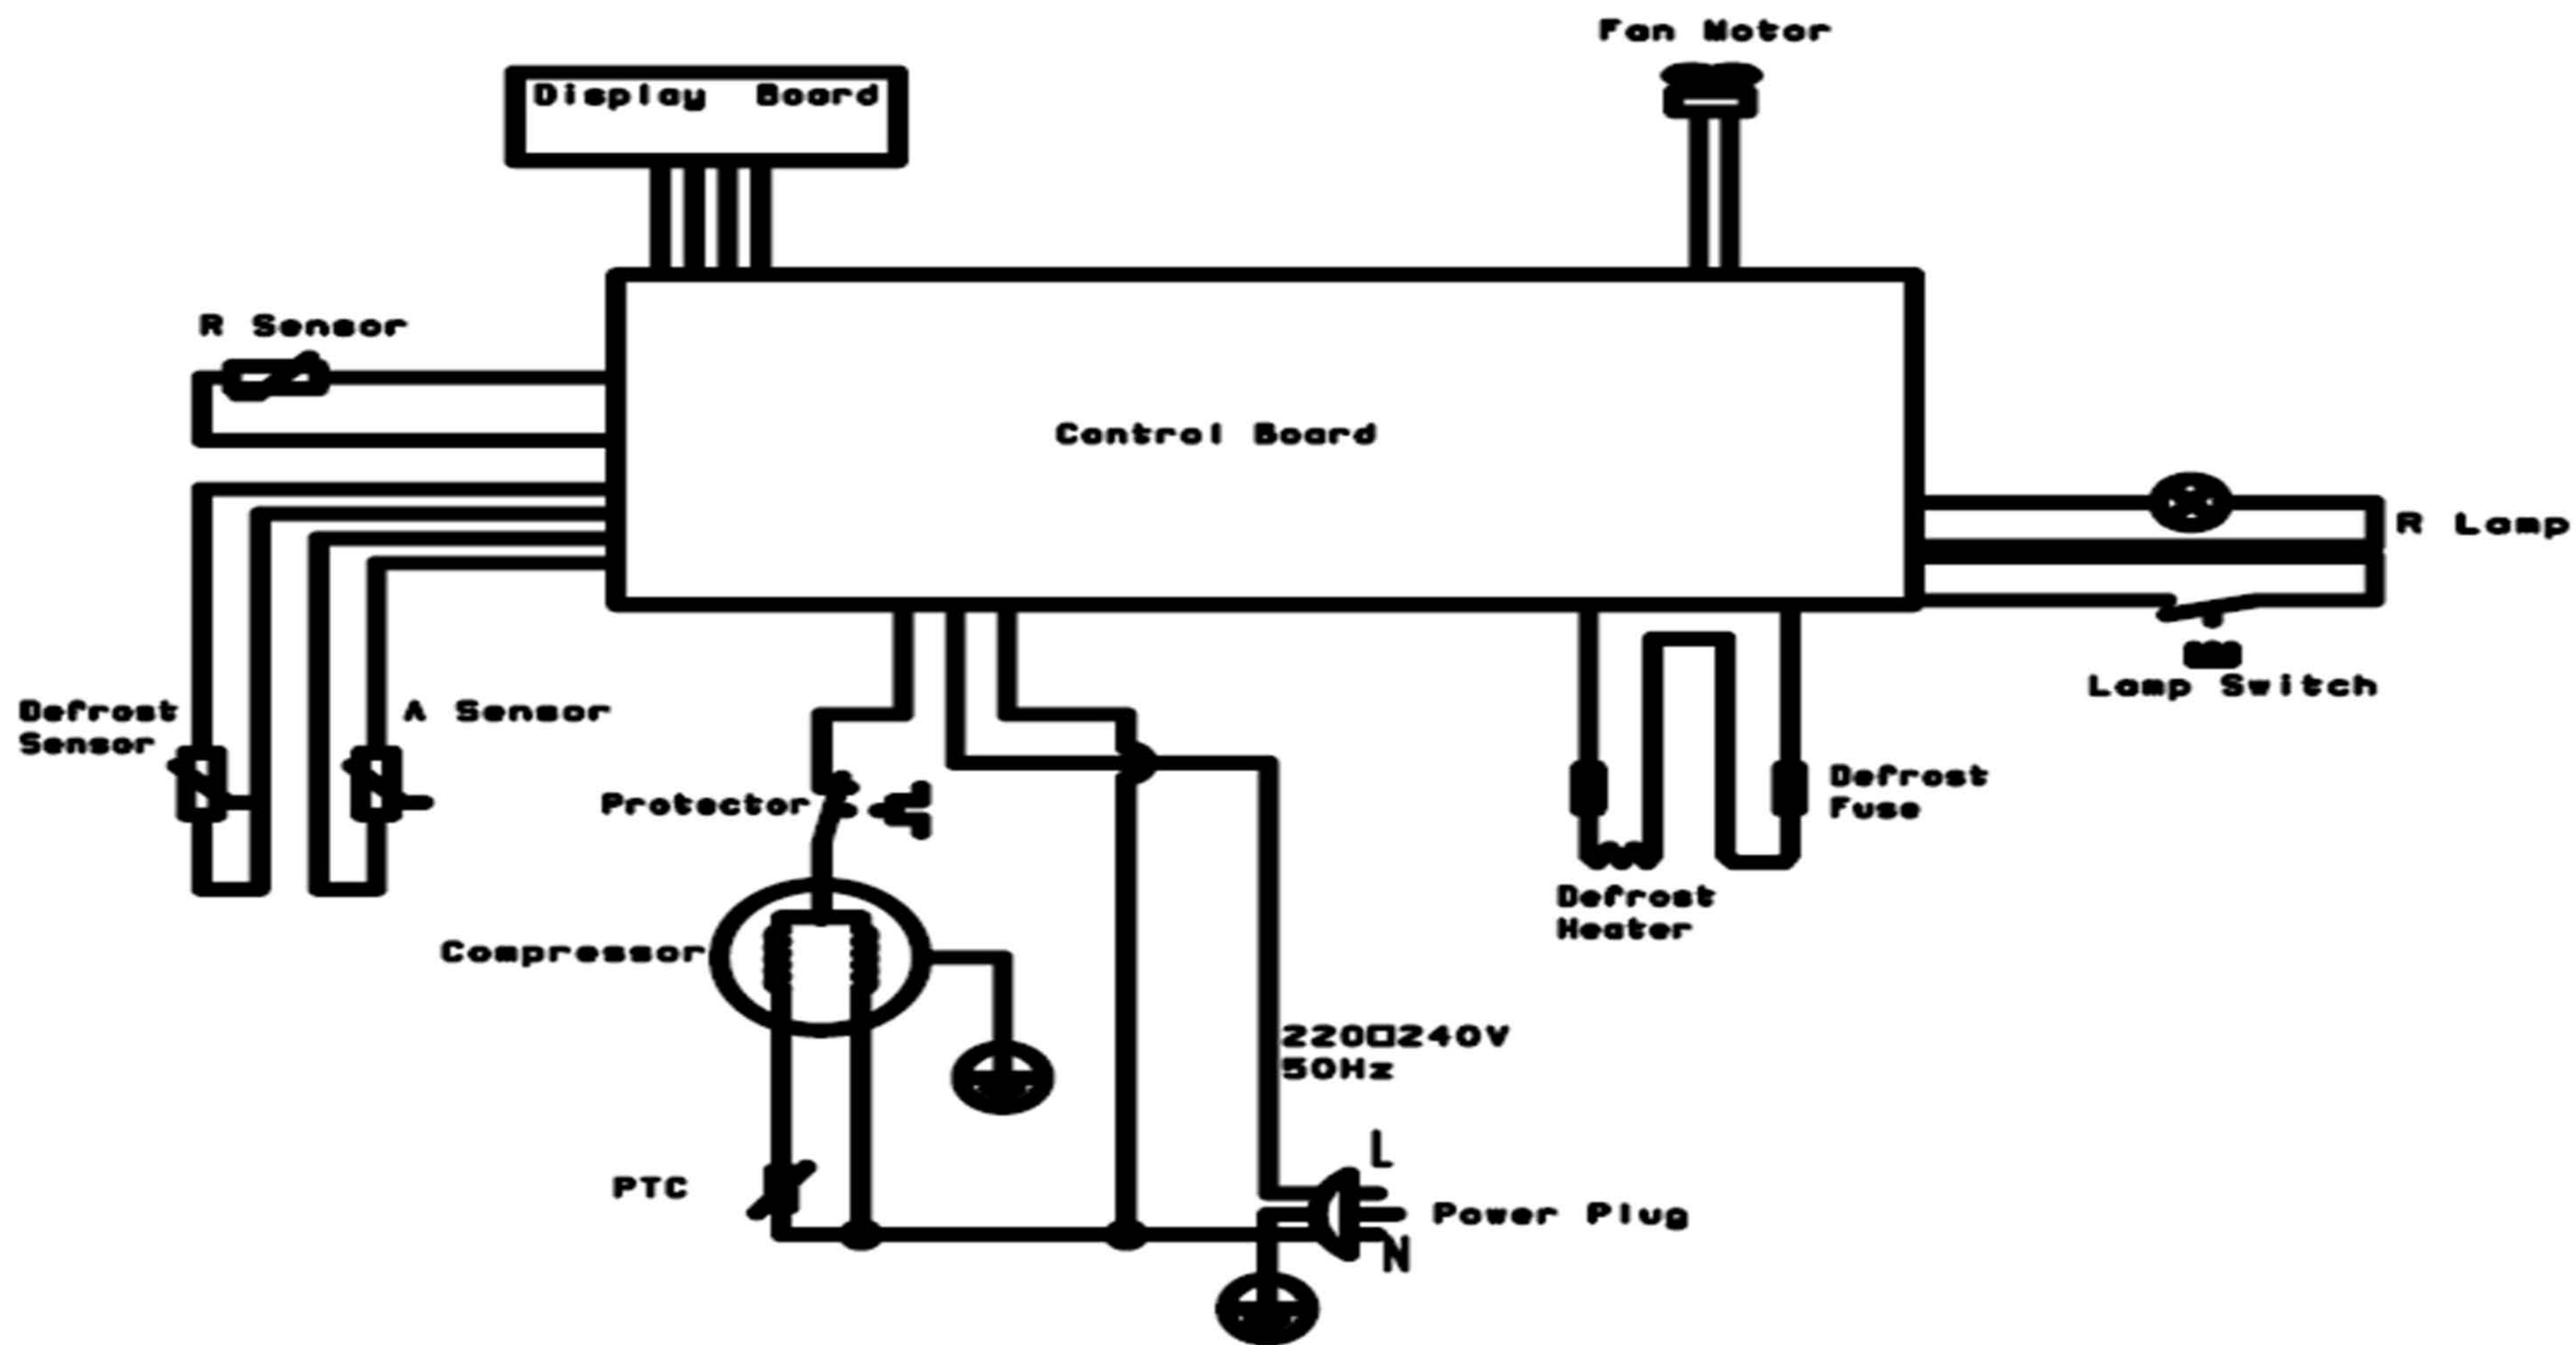 Fan Motor
Display Board
R Sensor
Control Board
R Lamp
Lamp Switch
Defrost
Sensor
A Sensor
Protector
Defrost
Fuse
Defrost
Heater
Compressor
220□240V
50Hz
L
PTC
Power Plug
N